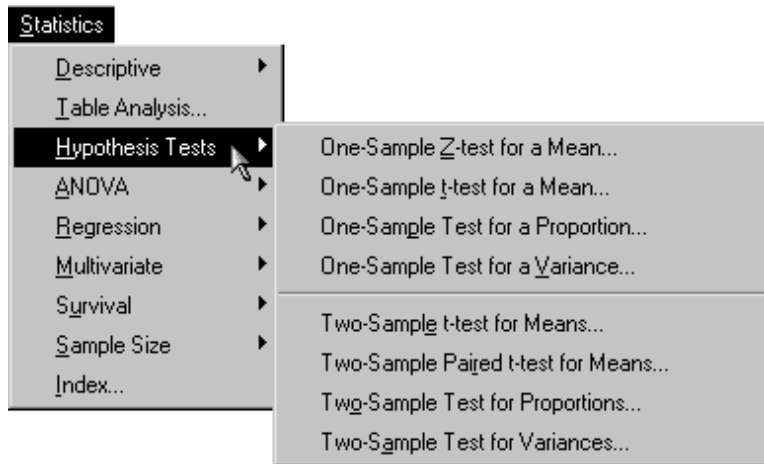 Statistics
Descriptive
Table Analysis...
Hypothesis Tests
ANOVA
Regression
Multivariate
Survival
Sample Size
Index...
One-Sample Z-test for a Mean...
One-Sample t-test for a Mean...
One-Sample Test for a Proportion...
One-Sample Test for a Variance...
Two-Sample t-test for Means...
Two-Sample Paired t-test for Means...
Two-Sample Test for Proportions...
Two-Sample Test for Variances...